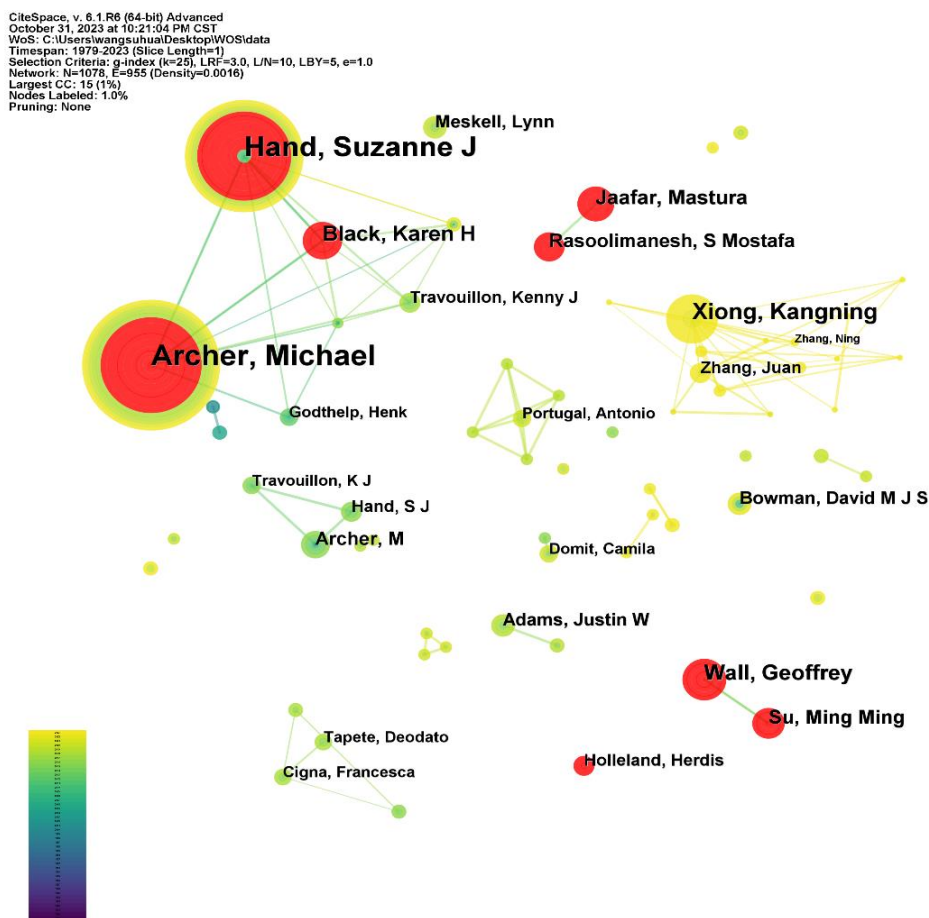 CiteSpace, v. 6.1.R6 (64-bit) Advanced
October 31, 2023 at 10:21:04 PM CST
WoS: C:\Users\wangsuhua\Desktop\WOS\data
Timespan: 1979-2023 (Slice Length=1)
Selection Criteria: g-index (k=25), LRF=3.0, L/N=10, LBY=5, e=1.0
Network: N=1078, E=955 (Density=0.0016)
Largest CC: 15 (1%)
Nodes Labeled: 1.0%
Pruning: None
Meskell, Lynn
Hand, Suzanne J
Jaafar, Mastura
Black, Karen H
Rasoolimanesh, S Mostafa
Travouillon, Kenny J
Xiong, Kangning
Zhang, Ning
Archer, Michael
Zhang, Juan
Godthelp, Henk
Portugal, Antonio
Travouillon, K J
Bowman, David M J S
Hand, S J
Archer, M
Domit, Camila
Adams, Justin W
Wall, Geoffrey
Su, Ming Ming
Tapete, Deodato
Holleland, Herdis
Cigna, Francesca